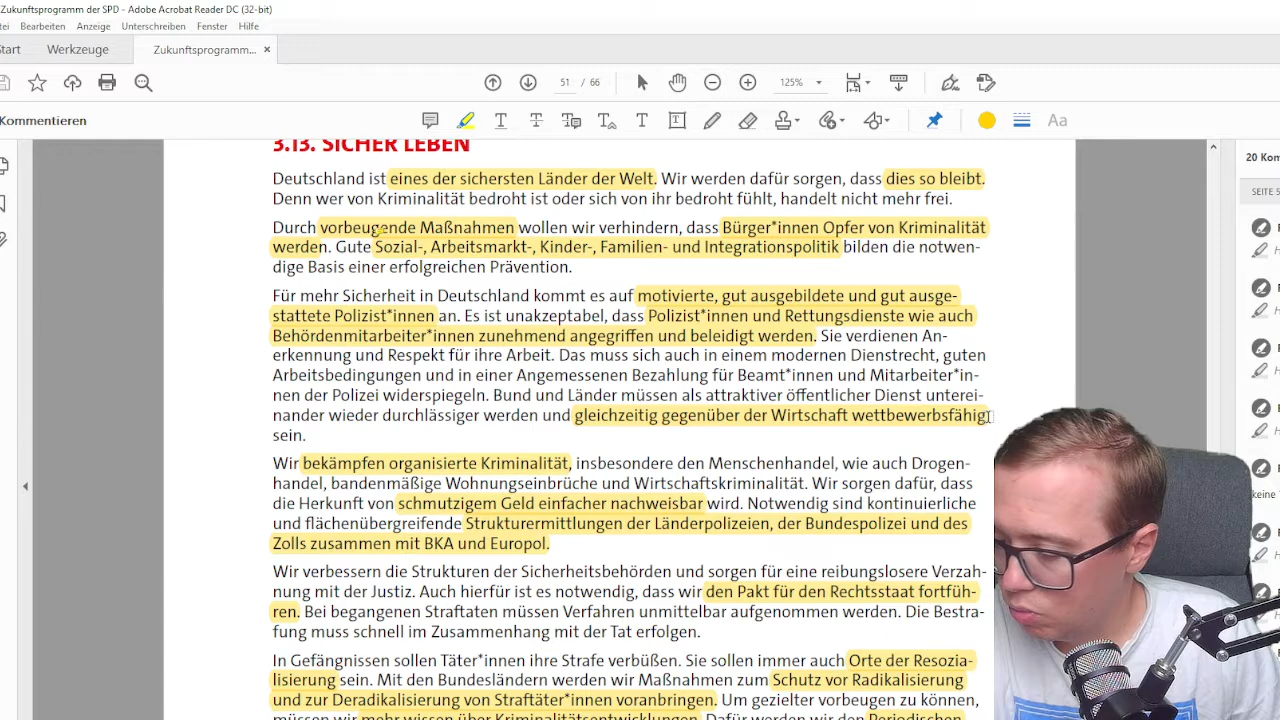 Zukunftsprogramm der SPD - Adobe Acrobat Reader DC (32-bit)
tei Bearbeiten Anzeige Unterschreiben Fenster Hilfe
Start Werkzeuge Zukunftsprogramm... ×
51 / 66 125%
Kommentieren
20 Kom
3.13. SICHER LEBEN
SEITE 5
Deutschland ist eines der sichersten Länder der Welt. Wir werden dafür sorgen, dass dies so bleibt.
Denn wer von Kriminalität bedroht ist oder sich von ihr bedroht fühlt, handelt nicht mehr frei.
Durch vorbeugende Maßnahmen wollen wir verhindern, dass Bürger*innen Opfer von Kriminalität
werden. Gute Sozial-, Arbeitsmarkt-, Kinder-, Familien- und Integrationspolitik bilden die notwen-
dige Basis einer erfolgreichen Prävention.
Für mehr Sicherheit in Deutschland kommt es auf motivierte, gut ausgebildete und gut ausge-
stattete Polizist*innen an. Es ist unakzeptabel, dass Polizist*innen und Rettungsdienste wie auch
Behördenmitarbeiter*innen zunehmend angegriffen und beleidigt werden. Sie verdienen An-
erkennung und Respekt für ihre Arbeit. Das muss sich auch in einem modernen Dienstrecht, guten
Arbeitsbedingungen und in einer Angemessenen Bezahlung für Beamt*innen und Mitarbeiter*in-
nen der Polizei widerspiegeln. Bund und Länder müssen als attraktiver öffentlicher Dienst unterei-
nander wieder durchlässiger werden und gleichzeitig gegenüber der Wirtschaft wettbewerbsfähig
sein.
Wir bekämpfen organisierte Kriminalität, insbesondere den Menschenhandel, wie auch Drogen-
handel, bandenmäßige Wohnungseinbrüche und Wirtschaftskriminalität. Wir sorgen dafür, dass
die Herkunft von schmutzigem Geld einfacher nachweisbar wird. Notwendig sind kontinuierliche
und flächenübergreifende Strukturermittlungen der Länderpolizeien, der Bundespolizei und des
Zolls zusammen mit BKA und Europol.
Wir verbessern die Strukturen der Sicherheitsbehörden und sorgen für eine reibungslosere Verzah-
nung mit der Justiz. Auch hierfür ist es notwendig, dass wir den Pakt für den Rechtsstaat fortfüh-
ren. Bei begangenen Straftaten müssen Verfahren unmittelbar aufgenommen werden. Die Bestra-
fung muss schnell im Zusammenhang mit der Tat erfolgen.
In Gefängnissen sollen Täter*innen ihre Strafe verbüßen. Sie sollen immer auch Orte der Resozia-
lisierung sein. Mit den Bundesländern werden wir Maßnahmen zum Schutz vor Radikalisierung
und zur Deradikalisierung von Straftäter*innen voranbringen. Um gezielter vorbeugen zu können,
müssen wir mehr wissen über Kriminalitätsentwicklungen. Dafür werden wir den Periodischen